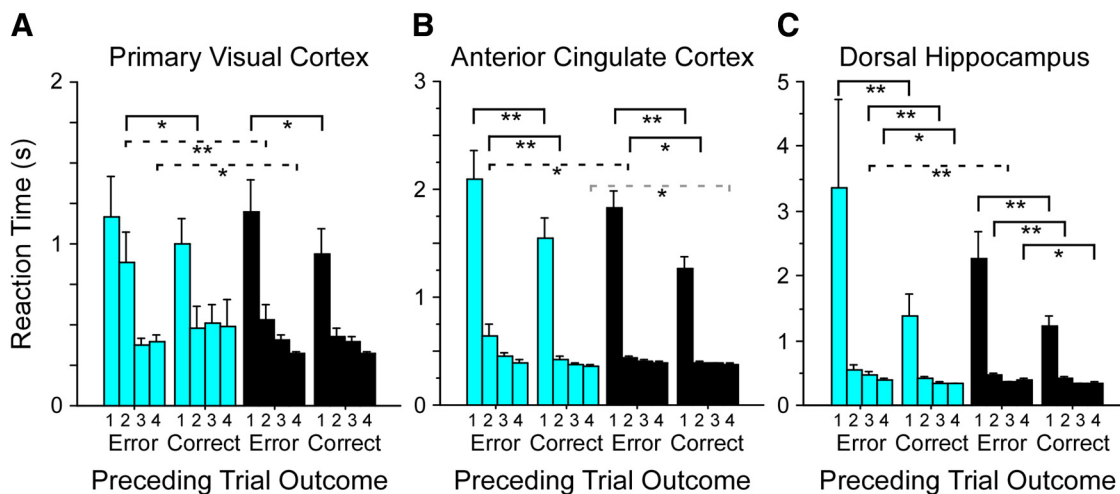 A
B
C
Primary Visual Cortex
Anterior Cingulate Cortex
Dorsal Hippocampus
Reaction Time (s)
2
1
0
* *
**
*
1 2 3 4 1 2 3 4 1 2 3 4 1 2 3 4
Error Correct Error Correct
Preceding Trial Outcome
3
2
1
0
** **
** *
*
*
1 2 3 4 1 2 3 4 1 2 3 4 1 2 3 4
Error Correct Error Correct
Preceding Trial Outcome
5
4
3
2
1
0
**
**
*
**
**
**
*
1 2 3 4 1 2 3 4 1 2 3 4 1 2 3 4
Error Correct Error Correct
Preceding Trial Outcome